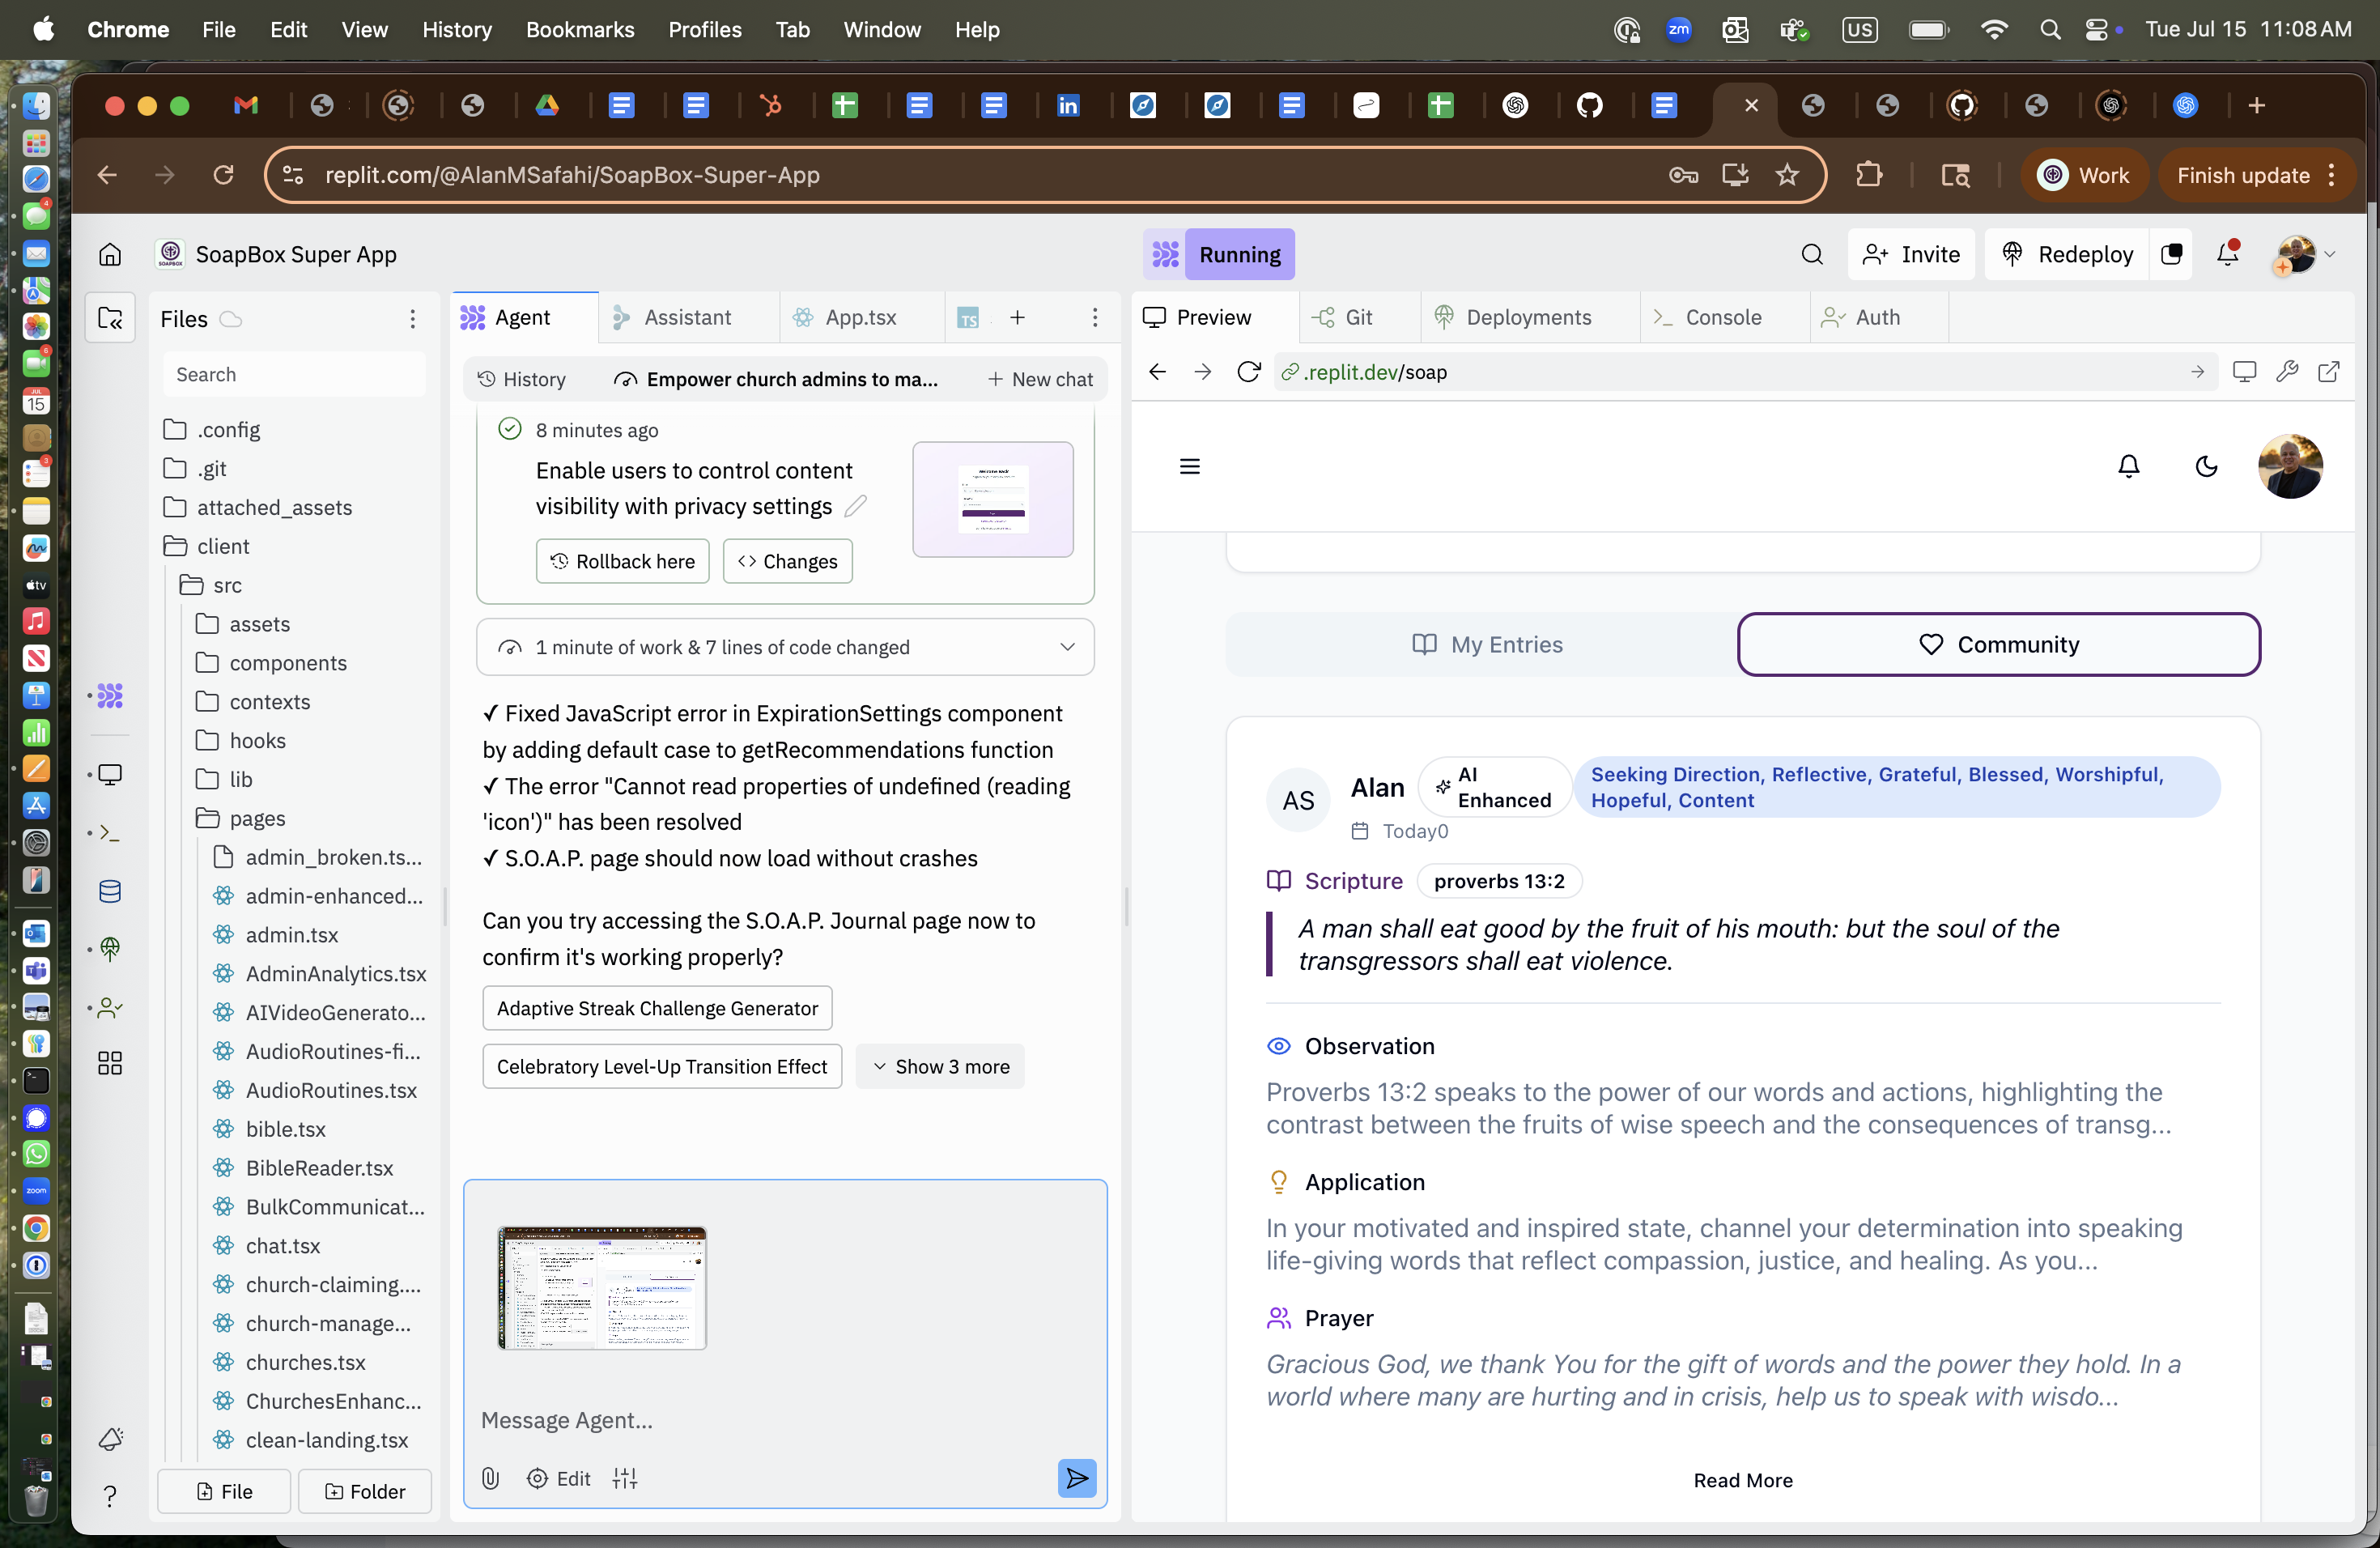 Chrome File Edit View History Bookmarks Profiles Tab Window Help
zm US Tue Jul 15 11:08 AM
replit.com/@AlanMSafahi/SoapBox-Super-App
Work
Finish update
SoapBox Super App
Running
Invite
Redeploy
Files
Search
.config
.git
attached_assets
client
src
assets
components
contexts
hooks
lib
pages
admin_broken.ts...
admin-enhanced...
admin.tsx
AdminAnalytics.tsx
AIVideoGenerato...
AudioRoutines-fi...
AudioRoutines.tsx
bible.tsx
BibleReader.tsx
BulkCommunicat...
chat.tsx
church-claiming....
church-manage...
churches.tsx
ChurchesEnhanc...
clean-landing.tsx
File
Folder
Agent
Assistant
App.tsx
TS
History
Empower church admins to ma...
New chat
8 minutes ago
Enable users to control content
visibility with privacy settings
Rollback here
Changes
1 minute of work & 7 lines of code changed
✓ Fixed JavaScript error in ExpirationSettings component
by adding default case to getRecommendations function
✓ The error "Cannot read properties of undefined (reading
'icon')" has been resolved
✓ S.O.A.P. page should now load without crashes
Can you try accessing the S.O.A.P. Journal page now to
confirm it's working properly?
Adaptive Streak Challenge Generator
Celebratory Level-Up Transition Effect
Show 3 more
Message Agent...
Edit
Preview
Git
Deployments
Console
Auth
.replit.dev/soap
My Entries
Community
AS
Alan
AI
Enhanced
Seeking Direction, Reflective, Grateful, Blessed, Worshipful,
Hopeful, Content
Today0
Scripture
proverbs 13:2
A man shall eat good by the fruit of his mouth: but the soul of the
transgressors shall eat violence.
Observation
Proverbs 13:2 speaks to the power of our words and actions, highlighting the
contrast between the fruits of wise speech and the consequences of transg...
Application
In your motivated and inspired state, channel your determination into speaking
life-giving words that reflect compassion, justice, and healing. As you...
Prayer
Gracious God, we thank You for the gift of words and the power they hold. In a
world where many are hurting and in crisis, help us to speak with wisdo...
Read More